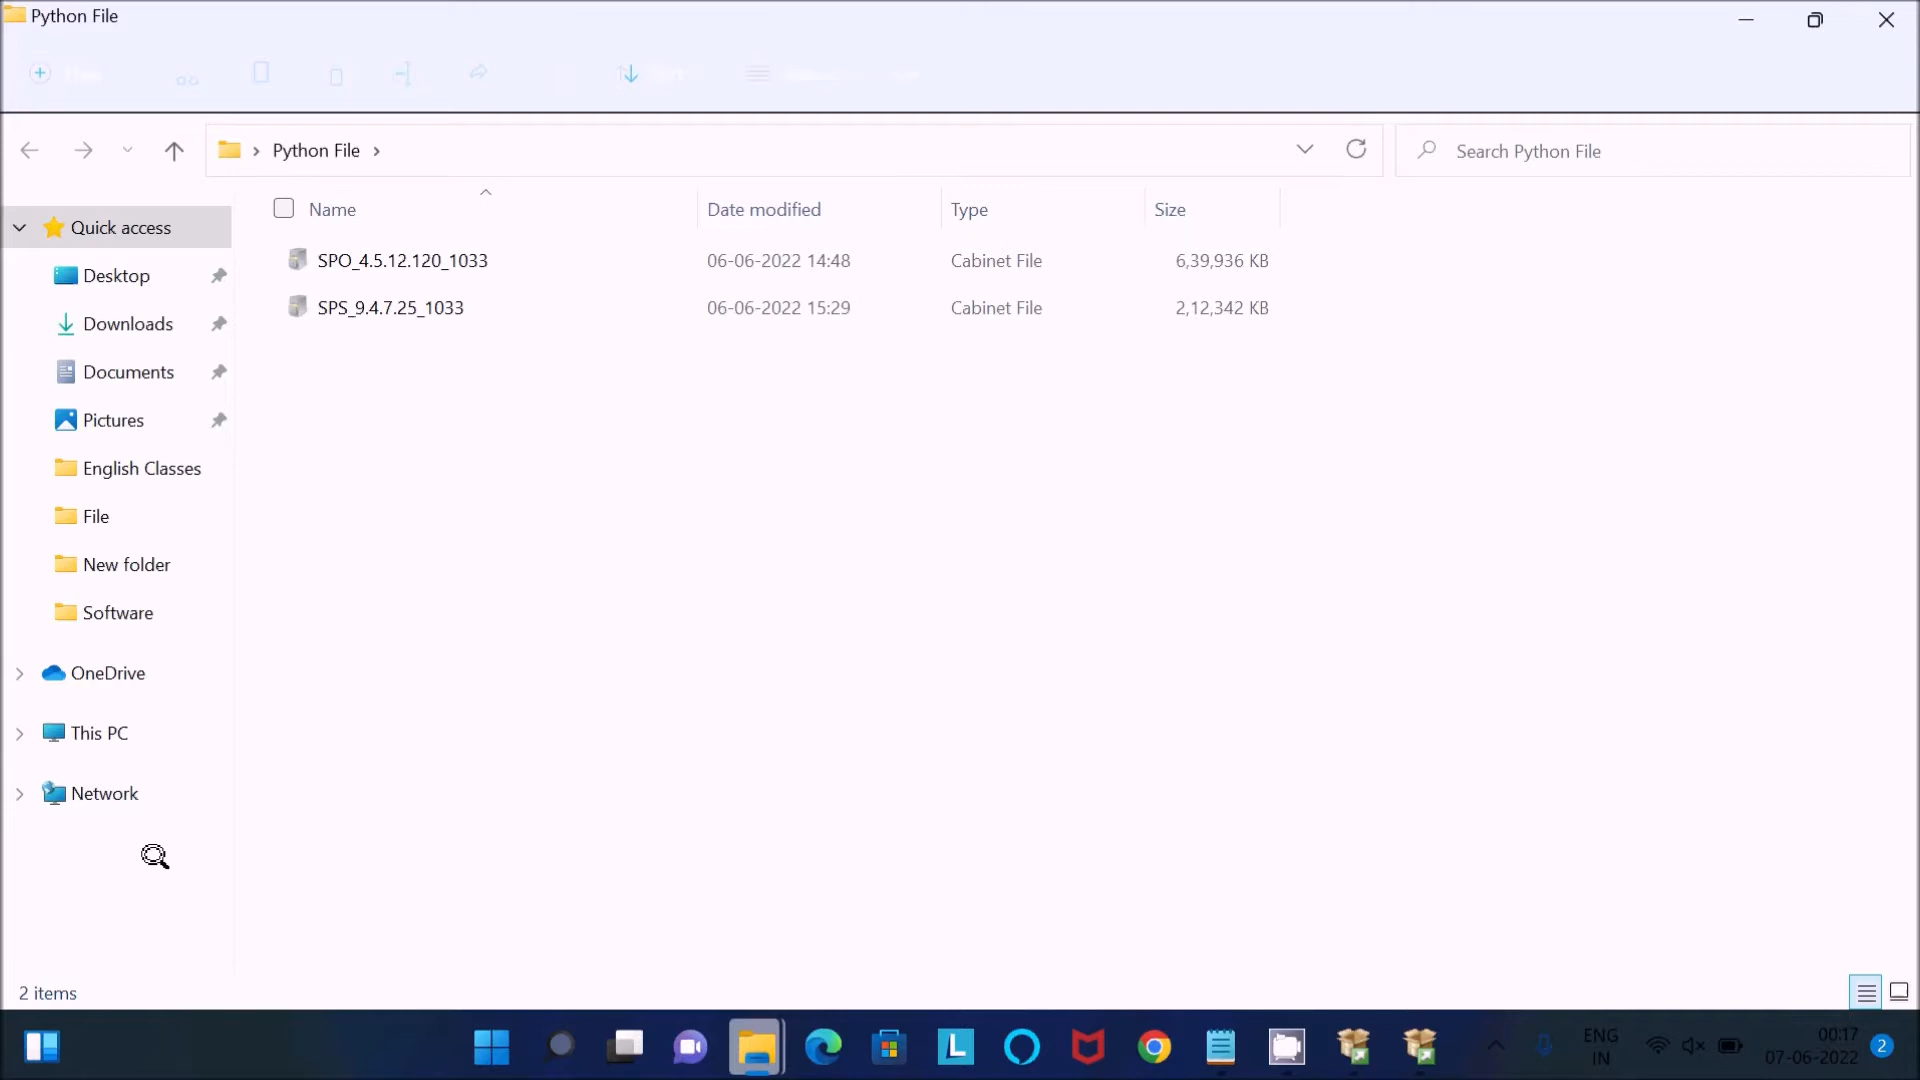 Python File
Python File
Search Python File
Name
Date modified
Type
Size
Quick access
SPO_4.5.12.120_1033
06-06-2022 14:48
Cabinet File
6,39,936 KB
Desktop
SPS_9.4.7.25_1033
06-06-2022 15:29
Cabinet File
2,12,342 KB
Downloads
Documents
Pictures
English Classes
File
New folder
Software
OneDrive
This PC
Network
2 items
ENG
IN
00:17
07-06-2022
2